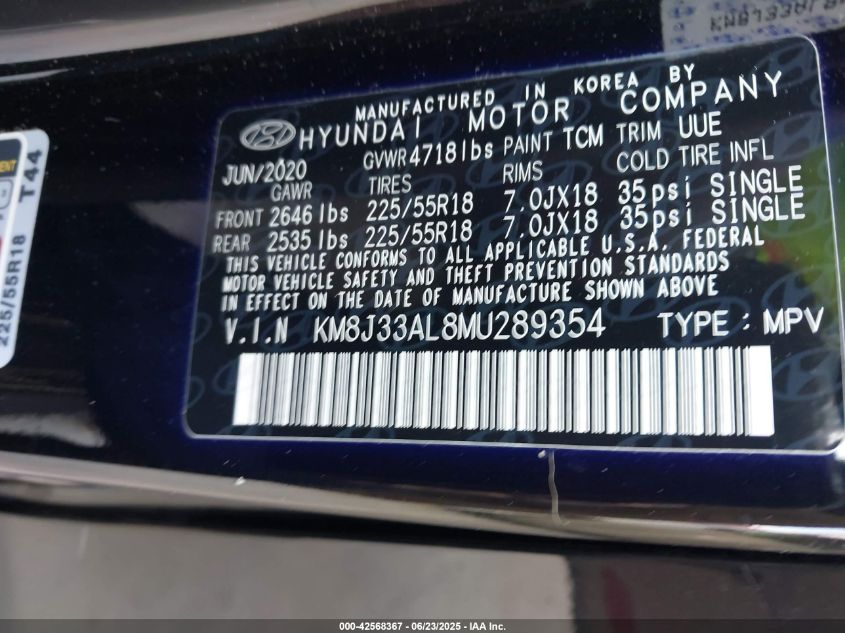 MANUFACTURED IN KOREA BY
HYUNDAI MOTOR COMPANY
JUN/2020 GVWR 4718lbs PAINT TCM TRIM UUE
GAWR TIRES RIMS COLD TIRE INFL
FRONT 2646 lbs 225/55R18 7.0JX18 35psi SINGLE
REAR 2535 lbs 225/55R18 7.0JX18 35psi SINGLE
THIS VEHICLE CONFORMS TO ALL APPLICABLE U.S.A. FEDERAL
MOTOR VEHICLE SAFETY AND THEFT PREVENTION STANDARDS
IN EFFECT ON THE DATE OF MANUFACTURE SHOWN ABOVE
V.I.N KM8J33AL8MU289354 TYPE : MPV
T44
225/55R18
000-42568367 - 06/23/2025 - IAA Inc.